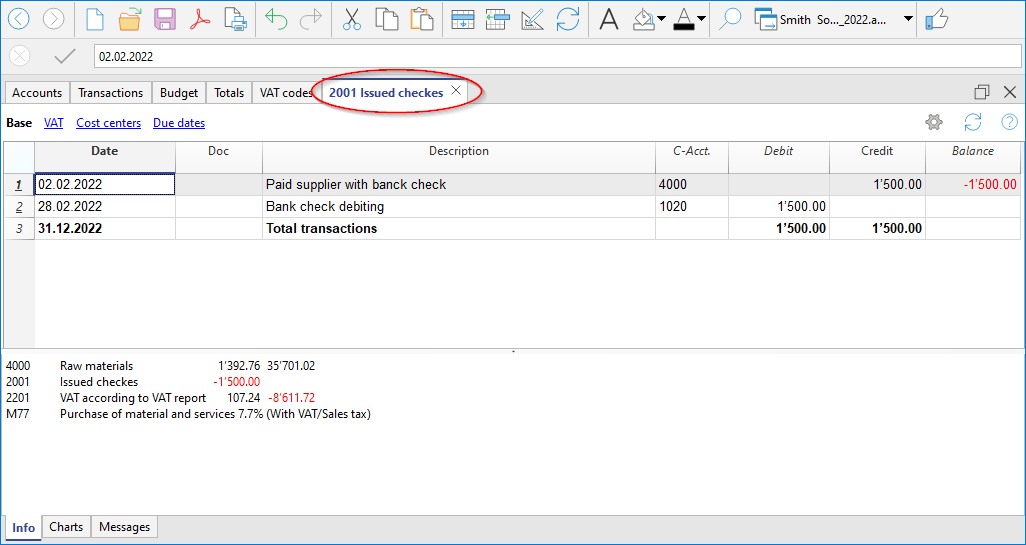 Smith So..._2022.a...
02.02.2022
Accounts Transactions Budget Totals VAT codes 2001 Issued checkes
Base VAT Cost centers Due dates
Date Doc Description C-Acct. Debit Credit Balance
1 02.02.2022 Paid supplier with banck check 4000 1'500.00 -1'500.00
2 28.02.2022 Bank check debiting 1020 1'500.00
3 31.12.2022 Total transactions 1'500.00 1'500.00
4000 Raw materials 1'392.76 35'701.02
2001 Issued checkes -1'500.00
2201 VAT according to VAT report 107.24 -8'611.72
M77 Purchase of material and services 7.7% (With VAT/Sales tax)
Info Charts Messages